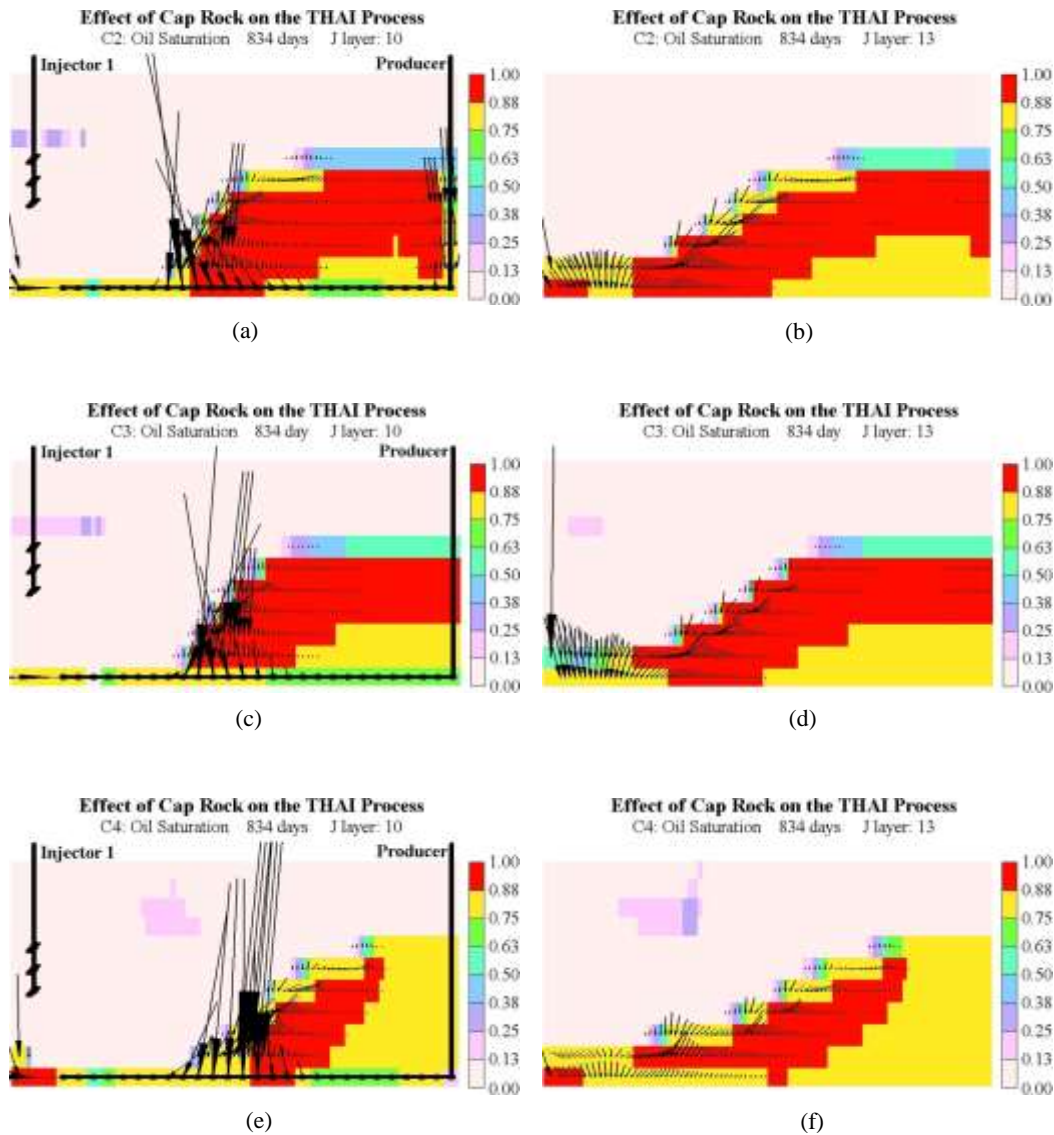 Effect of Cap Rock on the THAI Process
C2: Oil Saturation 834 days J layer: 10
Injector 1
Producer
1.00
0.88
0.75
0.63
0.50
0.38
0.25
0.13
0.00
(a)
Effect of Cap Rock on the THAI Process
C2: Oil Saturation 834 days J layer: 13
1.00
0.88
0.75
0.63
0.50
0.38
0.25
0.13
0.00
(b)
Effect of Cap Rock on the THAI Process
C3: Oil Saturation 834 day J layer: 10
Injector 1
Producer
1.00
0.88
0.75
0.63
0.50
0.38
0.25
0.13
0.00
(c)
Effect of Cap Rock on the THAI Process
C3: Oil Saturation 834 day J layer: 13
1.00
0.88
0.75
0.63
0.50
0.38
0.25
0.13
0.00
(d)
Effect of Cap Rock on the THAI Process
C4: Oil Saturation 834 days J layer: 10
Injector 1
Producer
1.00
0.88
0.75
0.63
0.50
0.38
0.25
0.13
0.00
(e)
Effect of Cap Rock on the THAI Process
C4: Oil Saturation 834 days J layer: 13
1.00
0.88
0.75
0.63
0.50
0.38
0.25
0.13
0.00
(f)